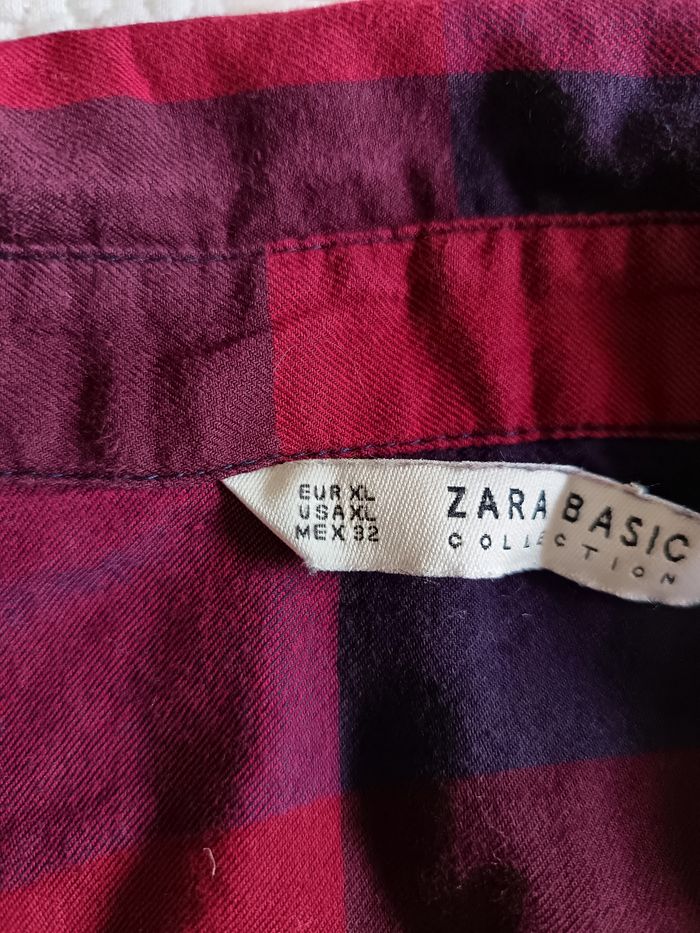 EUR XL
USA XL
MEX 32
ZARA BASIC
COLLECTION